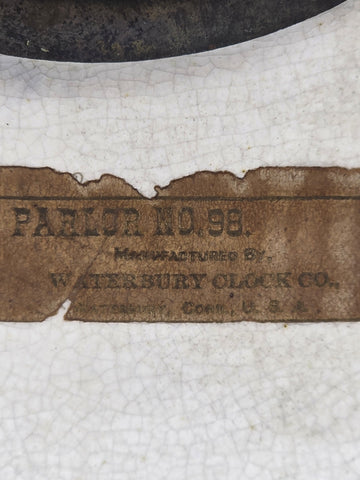 PARLOR NO. 98.
MANUFACTURED BY
WATERBURY CLOCK CO.,
WATERBURY, CONN., U. S. A.